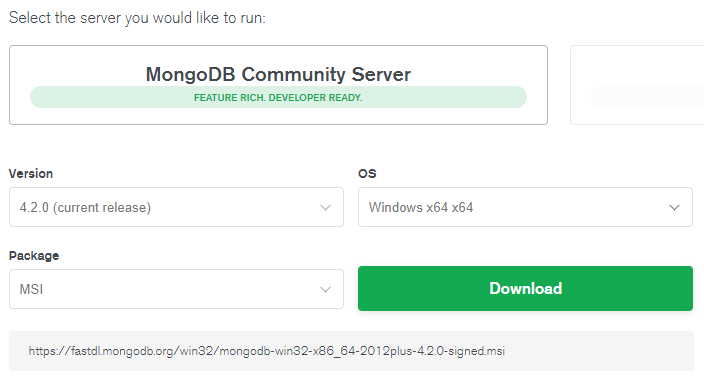 Select the server you would like to run:
MongoDB Community Server
FEATURE RICH. DEVELOPER READY.
Version
OS
4.2.0 (current release)
Windows x64 x64
Package
MSI
Download
https://fastdl.mongodb.org/win32/mongodb-win32-x86_64-2012plus-4.2.0-signed.msi